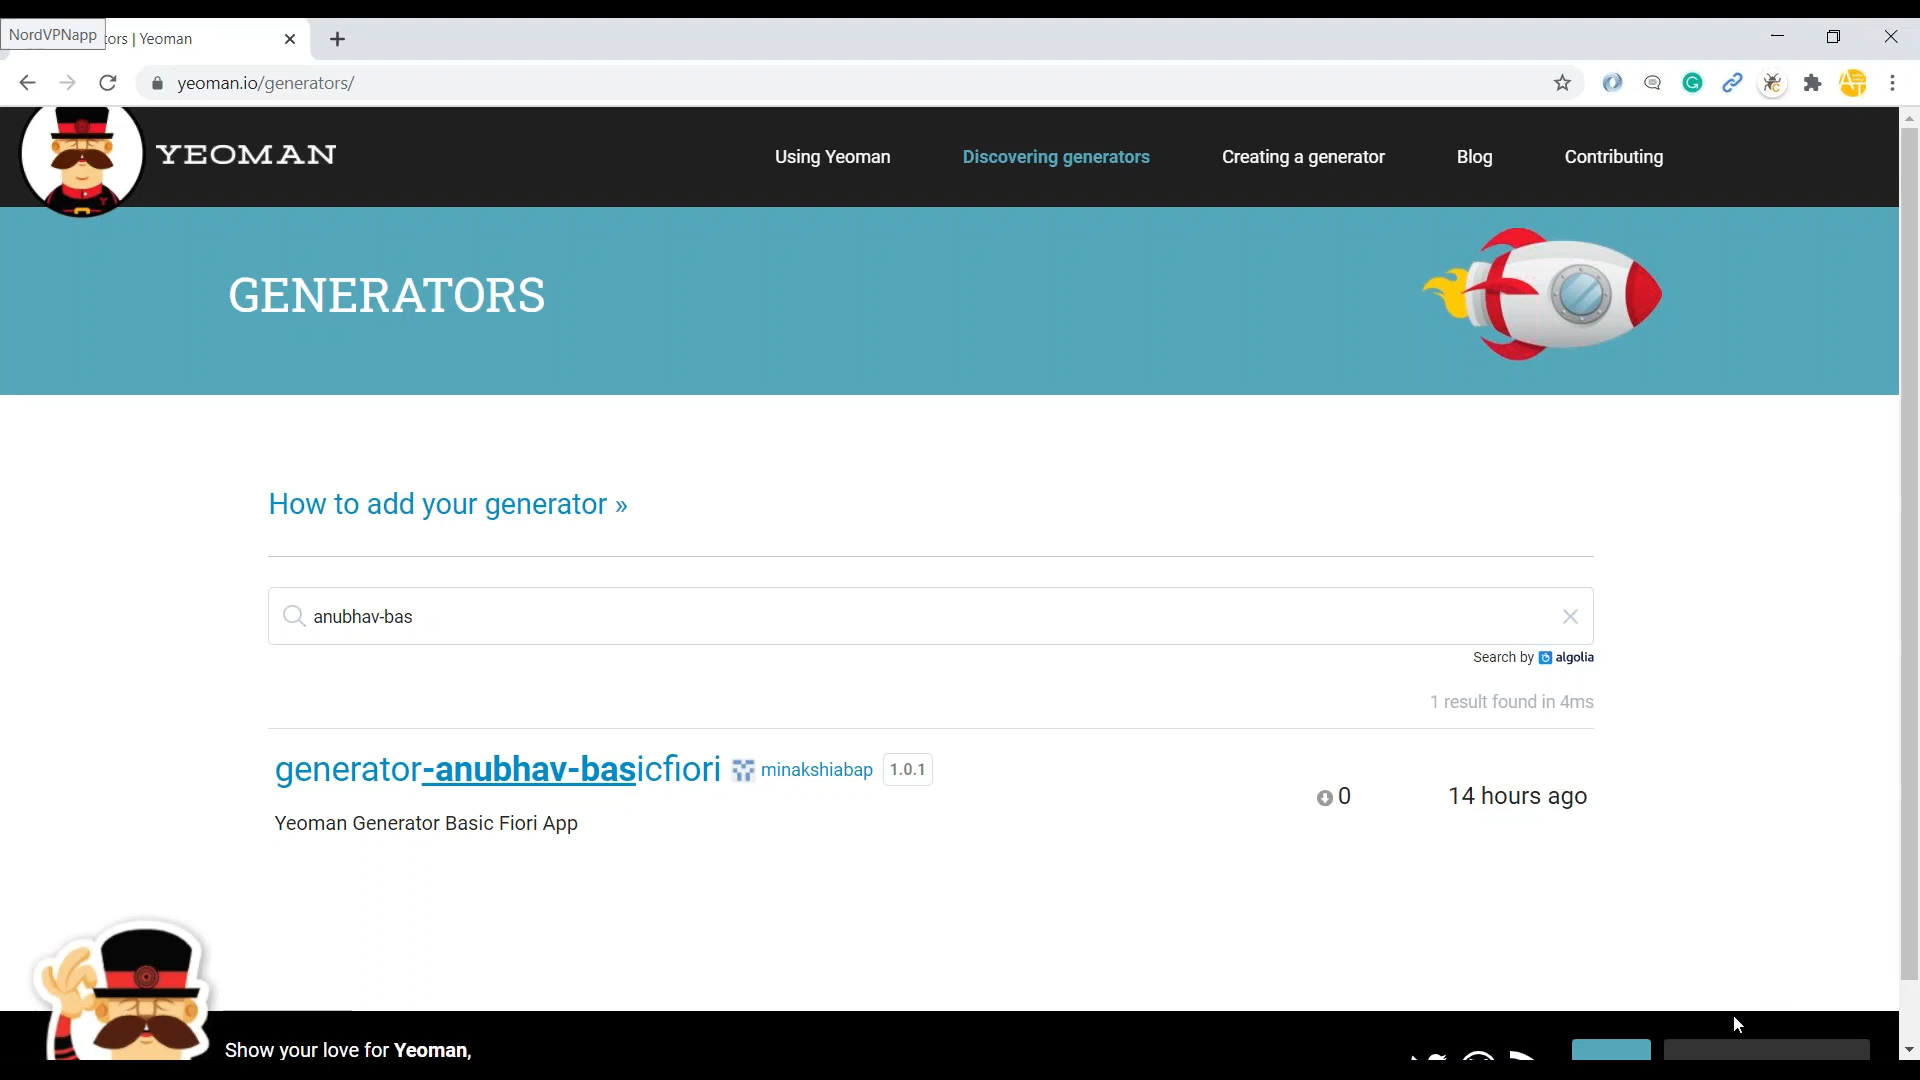 NordVPNapp
ors | Yeoman
yeoman.io/generators/
YEOMAN
Using Yeoman
Discovering generators
Creating a generator
Blog
Contributing
GENERATORS
How to add your generator »
anubhav-bas
Search by algolia
1 result found in 4ms
generator-anubhav-basicfiori minakshiabap 1.0.1
0
14 hours ago
Yeoman Generator Basic Fiori App
Show your love for Yeoman,